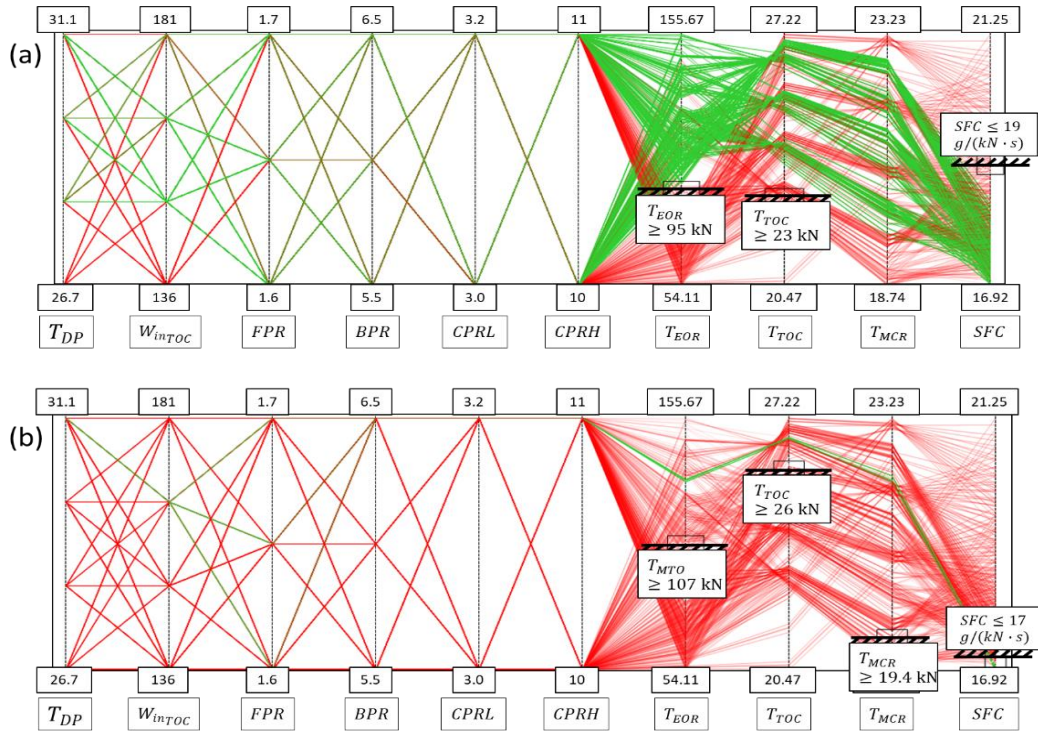 31.1 181 1.7 6.5 3.2 11 155.67 27.22 23.23 21.25
(a)
SFC ≤ 19
g/(kN · s)
T_EOR
≥ 95 kN
T_TOC
≥ 23 kN
26.7 136 1.6 5.5 3.0 10 54.11 20.47 18.74 16.92
T_DP W_in_TOC FPR BPR CPRL CPRH T_EOR T_TOC T_MCR SFC
31.1 181 1.7 6.5 3.2 11 155.67 27.22 23.23 21.25
(b)
T_TOC
≥ 26 kN
T_MTO
≥ 107 kN
SFC ≤ 17
g/(kN · s)
T_MCR
≥ 19.4 kN
26.7 136 1.6 5.5 3.0 10 54.11 20.47 16.92
T_DP W_in_TOC FPR BPR CPRL CPRH T_EOR T_TOC T_MCR SFC